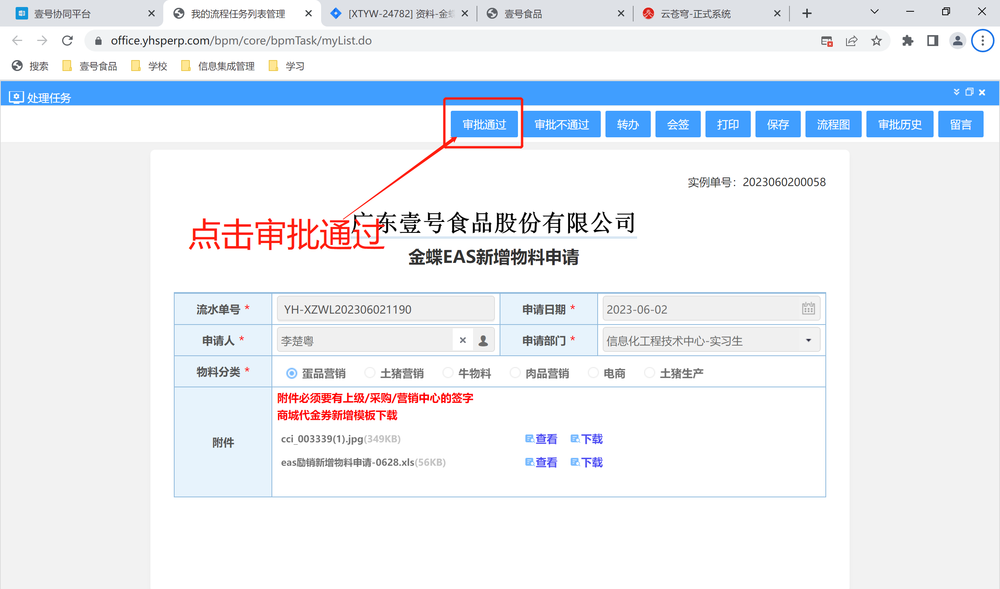 壹号协同平台
我的流程任务列表管理
[XTYW-24782] 资料-金蝶
壹号食品
云苍穹-正式系统
office.yhsperp.com/bpm/core/bpmTask/myList.do
搜索
壹号食品
学校
信息集成管理
学习
处理任务
审批通过
审批不通过
转办
会签
打印
保存
流程图
审批历史
留言
实例单号：2023060200058
点击审批通过
广东壹号食品股份有限公司
金蝶EAS新增物料申请
流水单号 * YH-XZWL202306021190 申请日期 * 2023-06-02
申请人 * 李楚粤 申请部门 * 信息化工程技术中心-实习生
物料分类 * 蛋品营销 土猪营销 牛物料 肉品营销 电商 土猪生产
附件必须要有上级/采购/营销中心的签字
商城代金券新增模板下载
附件
cci_003339(1).jpg(349KB) 查看 下载
eas励销新增物料申请-0628.xls(56KB) 查看 下载